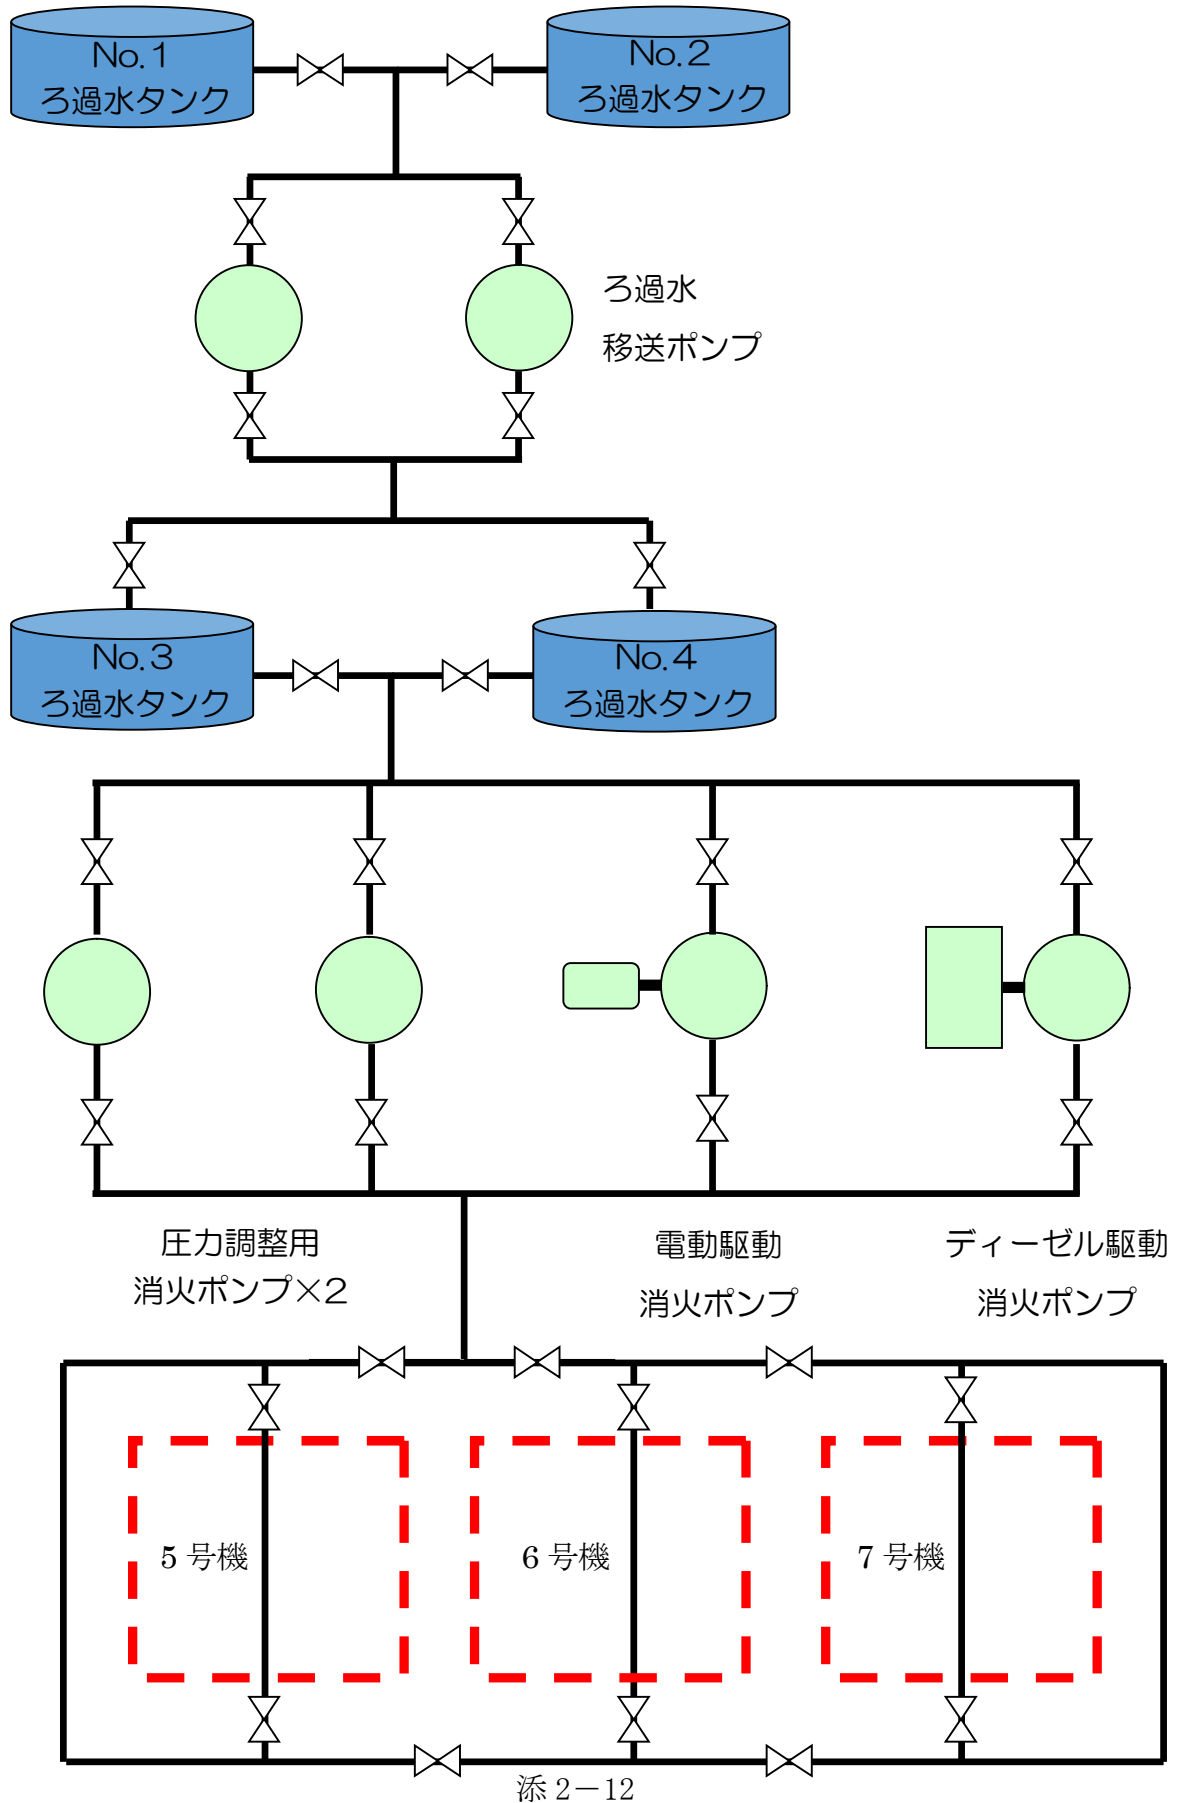 No.1
ろ過水タンク
No.2
ろ過水タンク
ろ過水
移送ポンプ
No.3
ろ過水タンク
No.4
ろ過水タンク
圧力調整用
消火ポンプ×2
電動駆動
消火ポンプ
ディーゼル駆動
消火ポンプ
5 号機
6 号機
7 号機
添 2－12